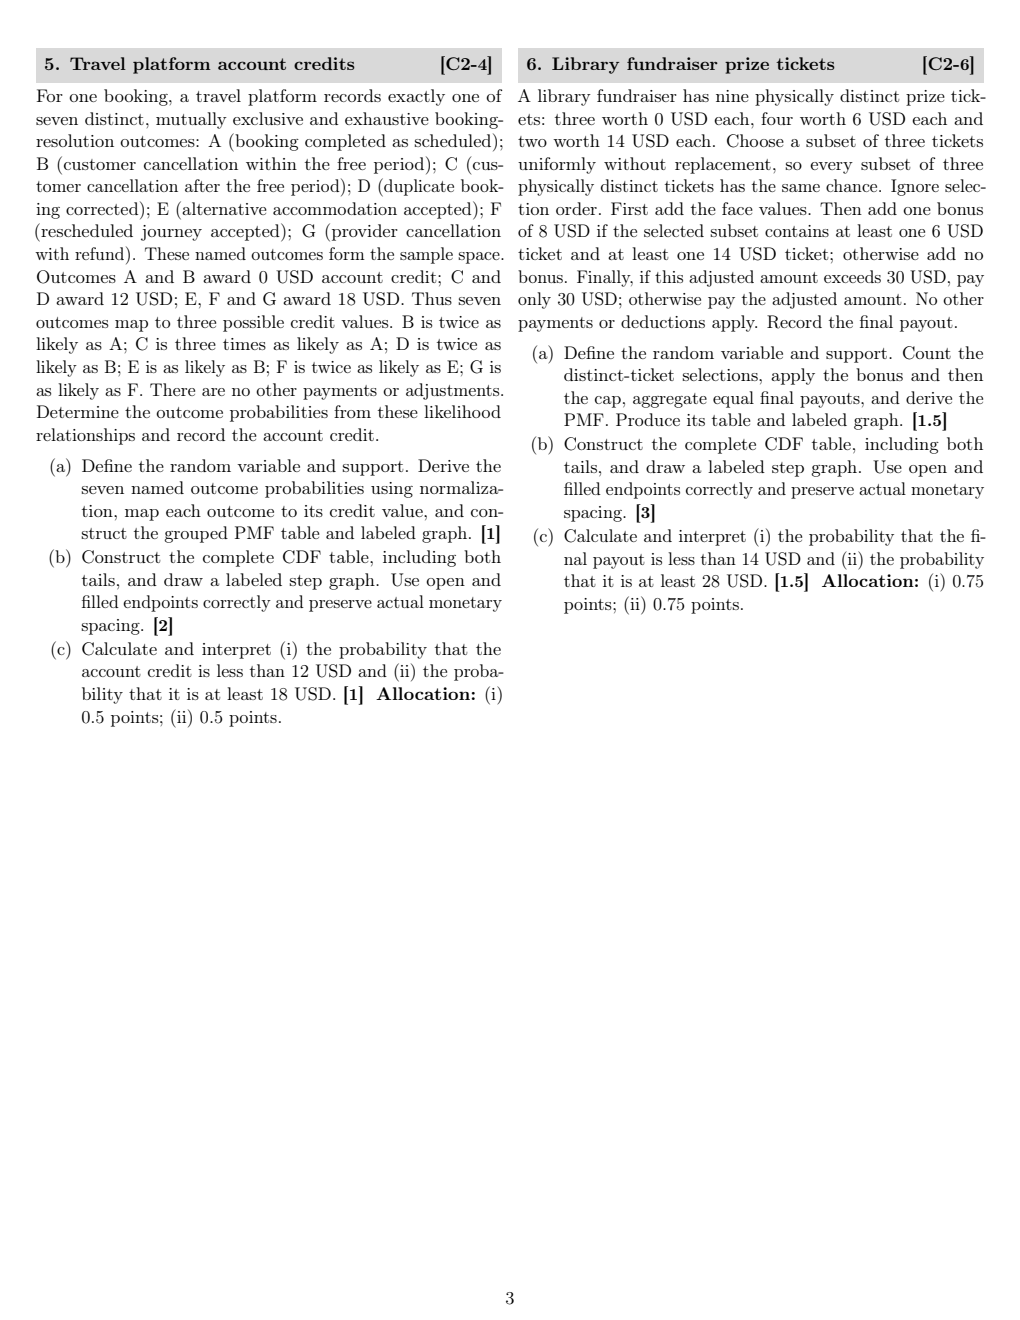 5. Travel platform account credits [C2-4]
For one booking, a travel platform records exactly one of
seven distinct, mutually exclusive and exhaustive booking-
resolution outcomes: A (booking completed as scheduled);
B (customer cancellation within the free period); C (cus-
tomer cancellation after the free period); D (duplicate book-
ing corrected); E (alternative accommodation accepted); F
(rescheduled journey accepted); G (provider cancellation
with refund). These named outcomes form the sample space.
Outcomes A and B award 0 USD account credit; C and
D award 12 USD; E, F and G award 18 USD. Thus seven
outcomes map to three possible credit values. B is twice as
likely as A; C is three times as likely as A; D is twice as
likely as B; E is as likely as B; F is twice as likely as E; G is
as likely as F. There are no other payments or adjustments.
Determine the outcome probabilities from these likelihood
relationships and record the account credit.
(a) Define the random variable and support. Derive the
seven named outcome probabilities using normaliza-
tion, map each outcome to its credit value, and con-
struct the grouped PMF table and labeled graph. [1]
(b) Construct the complete CDF table, including both
tails, and draw a labeled step graph. Use open and
filled endpoints correctly and preserve actual monetary
spacing. [2]
(c) Calculate and interpret (i) the probability that the
account credit is less than 12 USD and (ii) the proba-
bility that it is at least 18 USD. [1] Allocation: (i)
0.5 points; (ii) 0.5 points.
6. Library fundraiser prize tickets [C2-6]
A library fundraiser has nine physically distinct prize tick-
ets: three worth 0 USD each, four worth 6 USD each and
two worth 14 USD each. Choose a subset of three tickets
uniformly without replacement, so every subset of three
physically distinct tickets has the same chance. Ignore selec-
tion order. First add the face values. Then add one bonus
of 8 USD if the selected subset contains at least one 6 USD
ticket and at least one 14 USD ticket; otherwise add no
bonus. Finally, if this adjusted amount exceeds 30 USD, pay
only 30 USD; otherwise pay the adjusted amount. No other
payments or deductions apply. Record the final payout.
(a) Define the random variable and support. Count the
distinct-ticket selections, apply the bonus and then
the cap, aggregate equal final payouts, and derive the
PMF. Produce its table and labeled graph. [1.5]
(b) Construct the complete CDF table, including both
tails, and draw a labeled step graph. Use open and
filled endpoints correctly and preserve actual monetary
spacing. [3]
(c) Calculate and interpret (i) the probability that the fi-
nal payout is less than 14 USD and (ii) the probability
that it is at least 28 USD. [1.5] Allocation: (i) 0.75
points; (ii) 0.75 points.
3